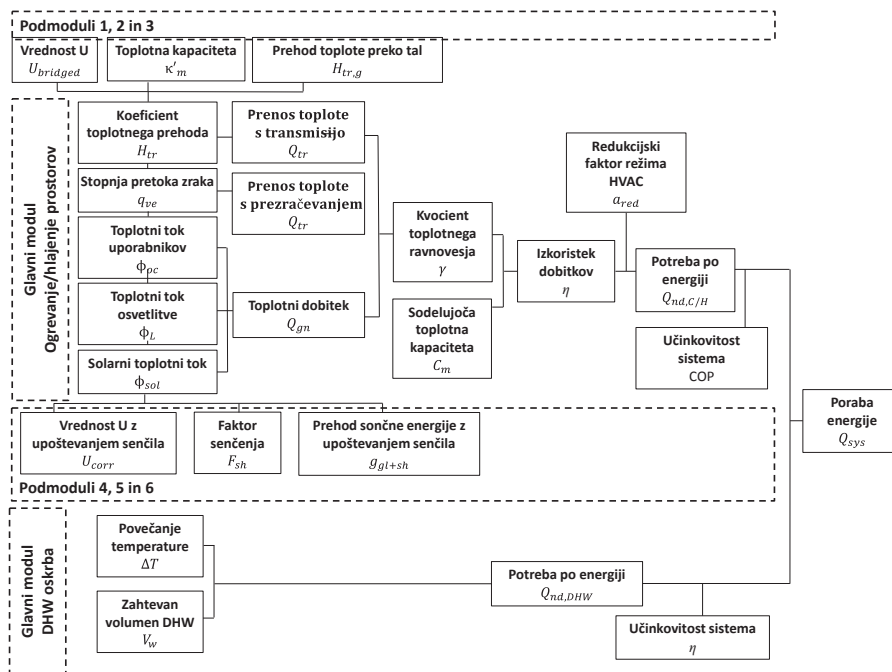 Podmoduli 1, 2 in 3
Vrednost U
U_bridged
Toplotna kapaciteta
κ′_m
Prehod toplote preko tal
H_tr,g
Glavni modul
Ogrevanje/hlajenje prostorov
Koeficient
toplotnega prehoda
H_tr
Prenos toplote
s transmisijo
Q_tr
Stopnja pretoka zraka
q_ve
Prenos toplote
s prezračevanjem
Q_tr
Toplotni tok
uporabnikov
ϕ_oc
Toplotni tok
osvetlitve
ϕ_L
Solarni toplotni tok
ϕ_sol
Toplotni dobitek
Q_gn
Kvocient
toplotnega
ravnovesja
γ
Sodelujoča
toplotna
kapaciteta
C_m
Izkoristek
dobitkov
η
Redukcijski
faktor režima
HVAC
a_red
Potreba po
energiji
Q_nd,C/H
Učinkovitost
sistema
COP
Poraba
energije
Q_sys
Vrednost U z
upoštevanjem senčila
U_corr
Faktor
senčenja
F_sh
Prehod sončne energije z
upoštevanjem senčila
g_gl+sh
Podmoduli 4, 5 in 6
Glavni modul
DHW oskrba
Povečanje
temperature
ΔT
Zahtevan
volumen DHW
V_w
Potreba po energiji
Q_nd,DHW
Učinkovitost sistema
η